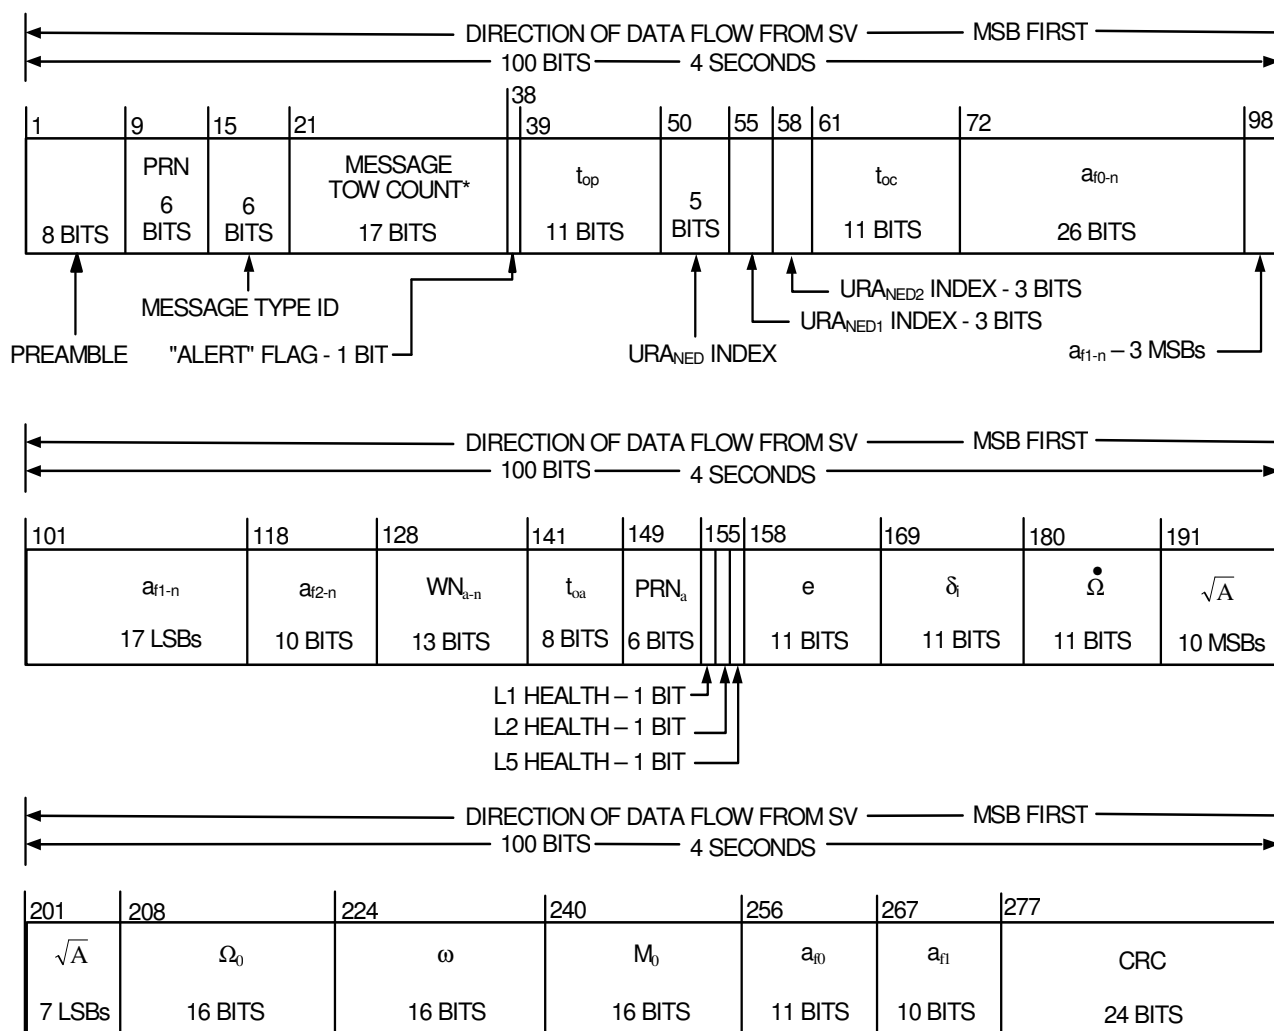 DIRECTION OF DATA FLOW FROM SV MSB FIRST
100 BITS 4 SECONDS
1 9 15 21 38 39 50 55 58 61 72 98
8 BITS
PRN
6
BITS
6
BITS
MESSAGE
TOW COUNT*
17 BITS
top
11 BITS
5
BITS
toc
11 BITS
af0-n
26 BITS
MESSAGE TYPE ID
URANED2 INDEX - 3 BITS
URANED1 INDEX - 3 BITS
PREAMBLE
"ALERT" FLAG - 1 BIT
URANED INDEX
af1-n – 3 MSBs
DIRECTION OF DATA FLOW FROM SV MSB FIRST
100 BITS 4 SECONDS
101 118 128 141 149 155 158 169 180 191
af1-n
17 LSBs
af2-n
10 BITS
WNa-n
13 BITS
toa
8 BITS
PRNa
6 BITS
e
11 BITS
δi
11 BITS
Ω̇
11 BITS
√A
10 MSBs
L1 HEALTH – 1 BIT
L2 HEALTH – 1 BIT
L5 HEALTH – 1 BIT
DIRECTION OF DATA FLOW FROM SV MSB FIRST
100 BITS 4 SECONDS
201 208 224 240 256 267 277
√A
7 LSBs
Ω0
16 BITS
ω
16 BITS
M0
16 BITS
af0
11 BITS
af1
10 BITS
CRC
24 BITS